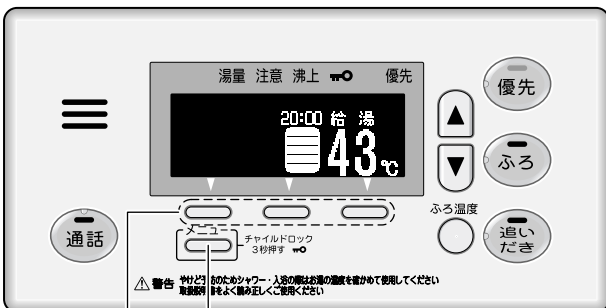 湯量 注意 沸上 優先
20:00 給湯
43℃
優先
ふろ
ふろ温度
追い
だき
通話
メニュー
チャイルドロック
3秒押す
警告 やけど予防のためシャワー・入浴の際はお湯の温度を確かめて使用してください
取扱説明書をよく読み正しくご使用ください